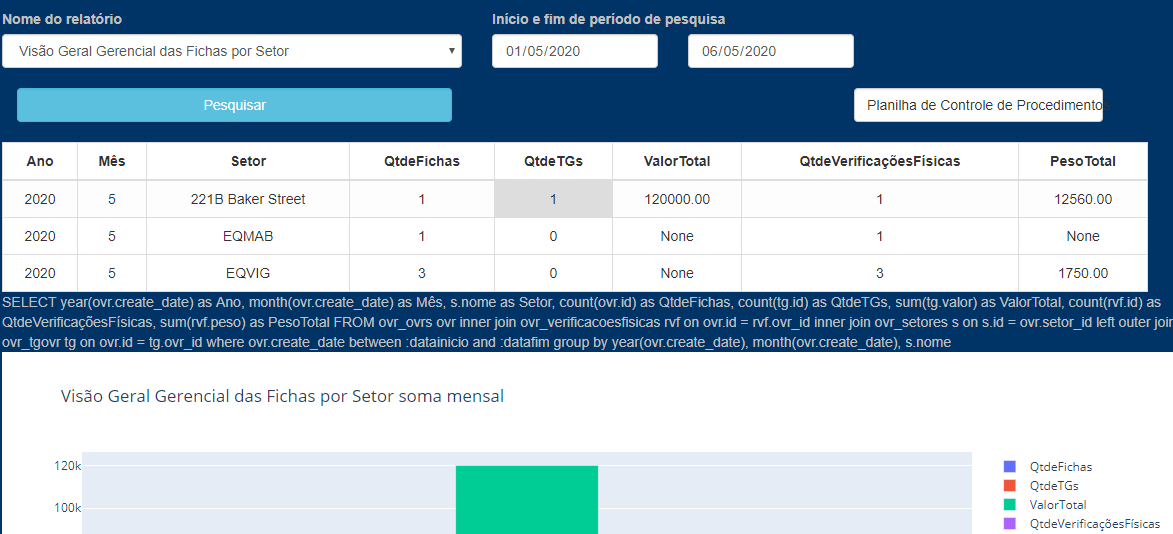 Nome do relatório Início e fim de período de pesquisa
Visão Geral Gerencial das Fichas por Setor 01/05/2020 06/05/2020
Pesquisar Planilha de Controle de Procedimentos
Ano Mês Setor QtdeFichas QtdeTGs ValorTotal QtdeVerificaçõesFísicas PesoTotal
2020 5 221B Baker Street 1 1 120000.00 1 12560.00
2020 5 EQMAB 1 0 None 1 None
2020 5 EQVIG 3 0 None 3 1750.00
SELECT year(ovr.create_date) as Ano, month(ovr.create_date) as Mês, s.nome as Setor, count(ovr.id) as QtdeFichas, count(tg.id) as QtdeTGs, sum(tg.valor) as ValorTotal, count(rvf.id) as
QtdeVerificaçõesFísicas, sum(rvf.peso) as PesoTotal FROM ovr_ovrs ovr inner join ovr_verificacoesfisicas rvf on ovr.id = rvf.ovr_id inner join ovr_setores s on s.id = ovr.setor_id left outer join
ovr_tgovr tg on ovr.id = tg.ovr_id where ovr.create_date between :datainicio and :datafim group by year(ovr.create_date), month(ovr.create_date), s.nome
Visão Geral Gerencial das Fichas por Setor soma mensal
120k
100k
QtdeFichas
QtdeTGs
ValorTotal
QtdeVerificaçõesFísicas